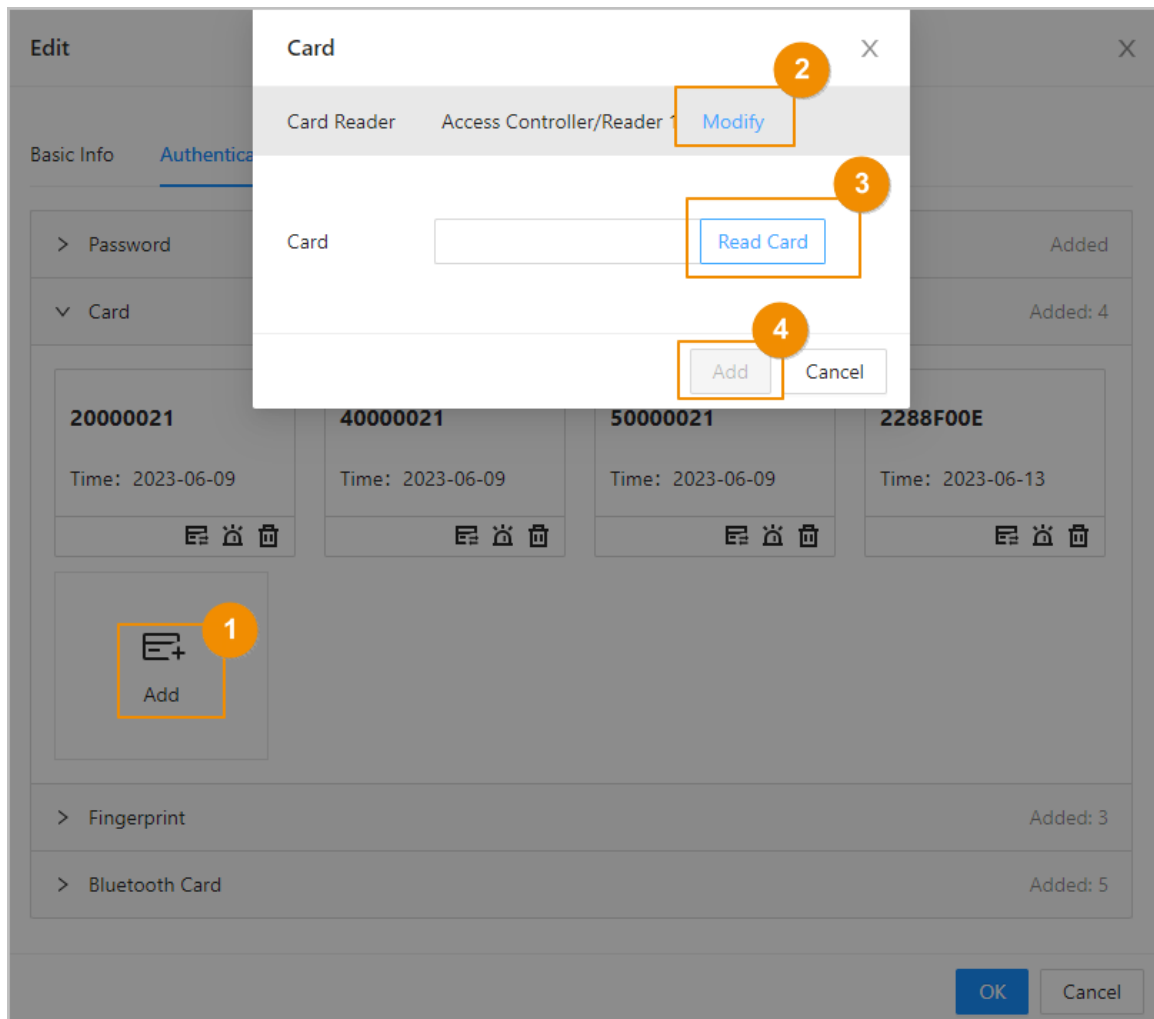 Edit
Card
X
X
2
Card Reader Access Controller/Reader 1 Modify
Basic Info Authentica
3
> Password Added
Card Read Card
Card Added: 4
4
Add Cancel
20000021 40000021 50000021 2288F00E
Time: 2023-06-09 Time: 2023-06-09 Time: 2023-06-09 Time: 2023-06-13
1
Add
> Fingerprint Added: 3
> Bluetooth Card Added: 5
OK Cancel